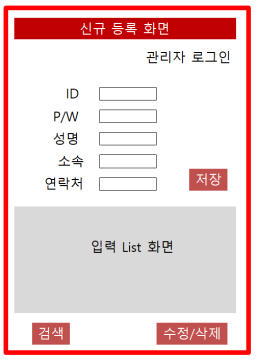 신규 등록 화면
관리자 로그인
ID
P/W
성명
소속
연락처
저장
입력 List 화면
검색
수정/삭제